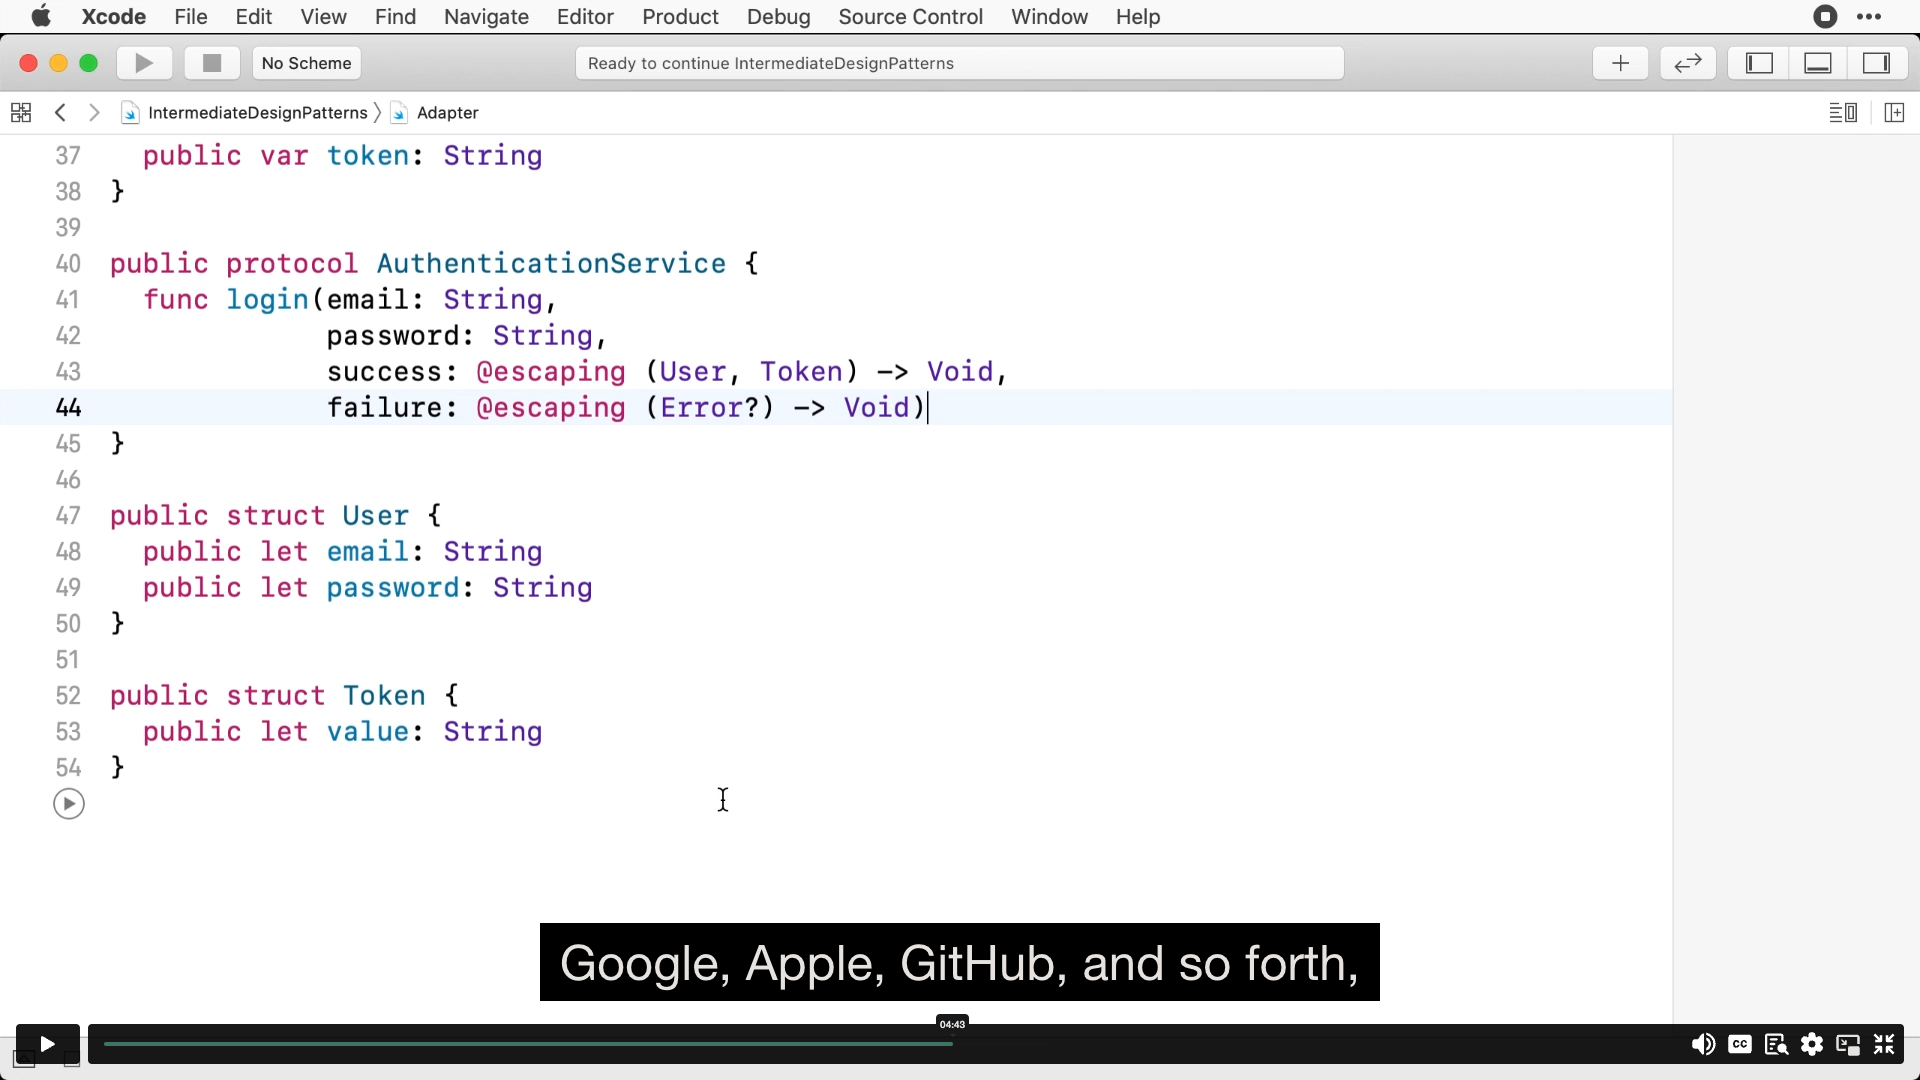 Xcode File Edit View Find Navigate Editor Product Debug Source Control Window Help
No Scheme
Ready to continue IntermediateDesignPatterns
IntermediateDesignPatterns
Adapter
37 public var token: String
38 }
39
40 public protocol AuthenticationService {
41 func login(email: String,
42 password: String,
43 success: @escaping (User, Token) -> Void,
44 failure: @escaping (Error?) -> Void)
45 }
46
47 public struct User {
48 public let email: String
49 public let password: String
50 }
51
52 public struct Token {
53 public let value: String
54 }
Google, Apple, GitHub, and so forth,
04:43
CC